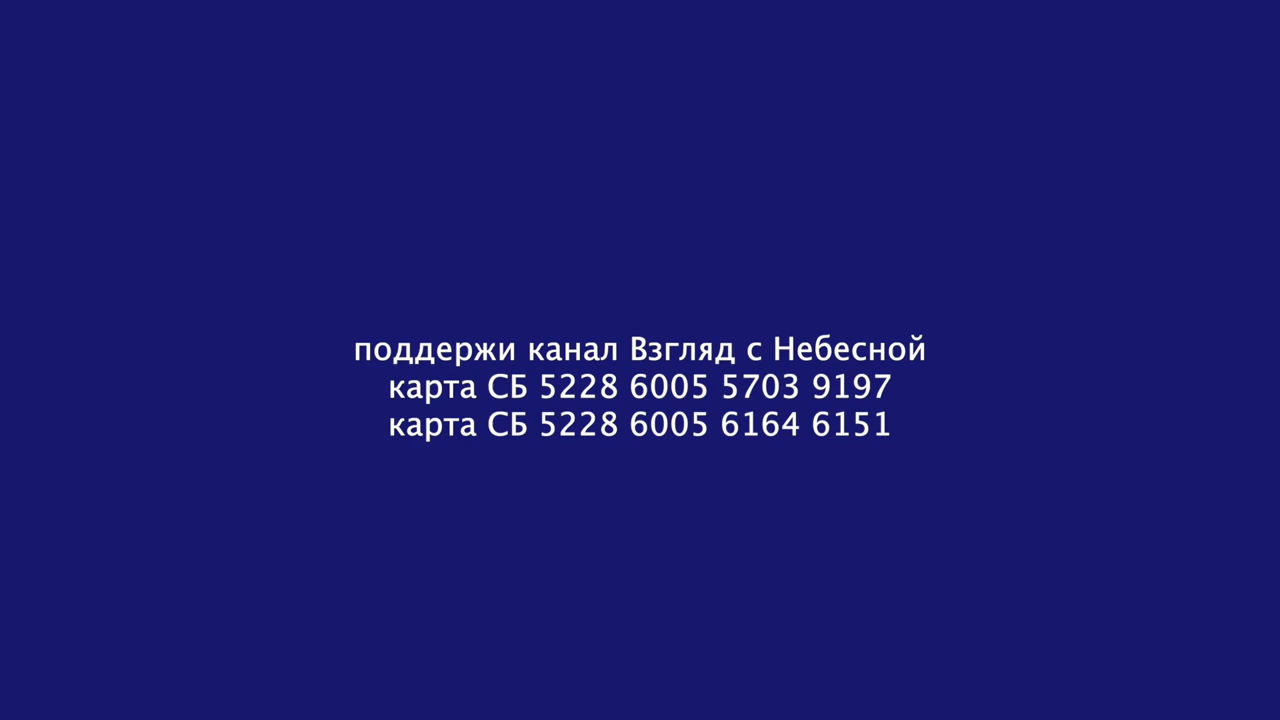 поддержи канал Взгляд с Небесной
карта СБ 5228 6005 5703 9197
карта СБ 5228 6005 6164 6151